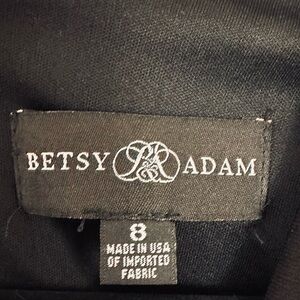 BETSY ADAM
8
MADE IN USA
OF IMPORTED
FABRIC